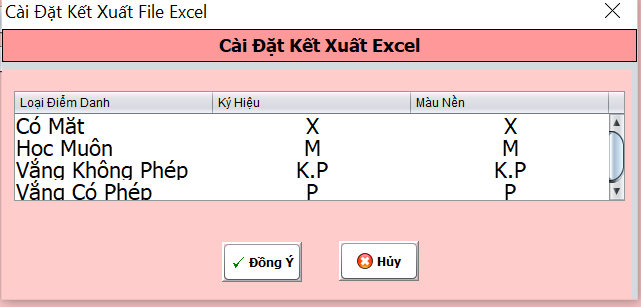 Cài Đặt Kết Xuất File Excel
Cài Đặt Kết Xuất Excel
Loại Điểm Danh Ký Hiệu Màu Nền
Có Mặt X X
Học Muộn M M
Vắng Không Phép K.P K.P
Vắng Có Phép P P
Đồng Ý Hủy